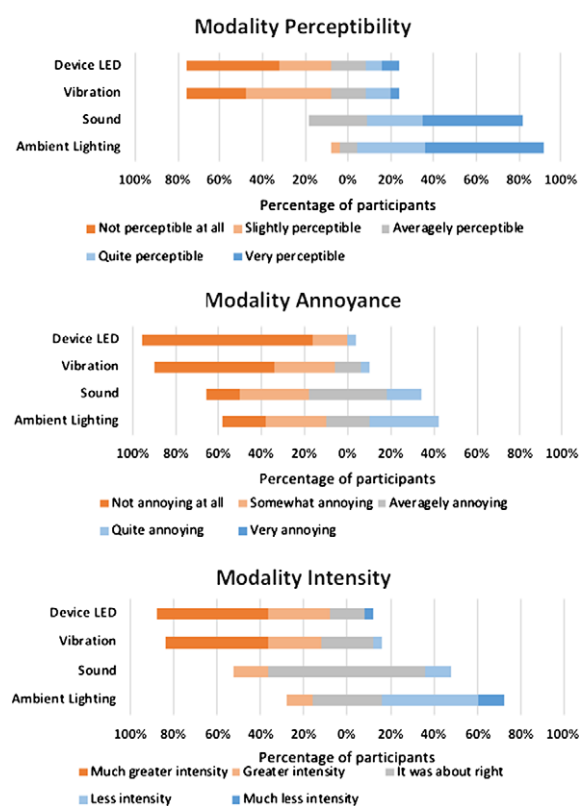 Modality Perceptibility
Device LED
Vibration
Sound
Ambient Lighting
100% 80% 60% 40% 20% 0% 20% 40% 60% 80% 100%
Percentage of participants
Not perceptible at all Slightly perceptible Averagely perceptible
Quite perceptible Very perceptible
Modality Annoyance
Device LED
Vibration
Sound
Ambient Lighting
100% 80% 60% 40% 20% 0% 20% 40% 60% 80% 100%
Percentage of participants
Not annoying at all Somewhat annoying Averagely annoying
Quite annoying Very annoying
Modality Intensity
Device LED
Vibration
Sound
Ambient Lighting
100% 80% 60% 40% 20% 0% 20% 40% 60% 80% 100%
Percentage of participants
Much greater intensity Greater intensity It was about right
Less intensity Much less intensity